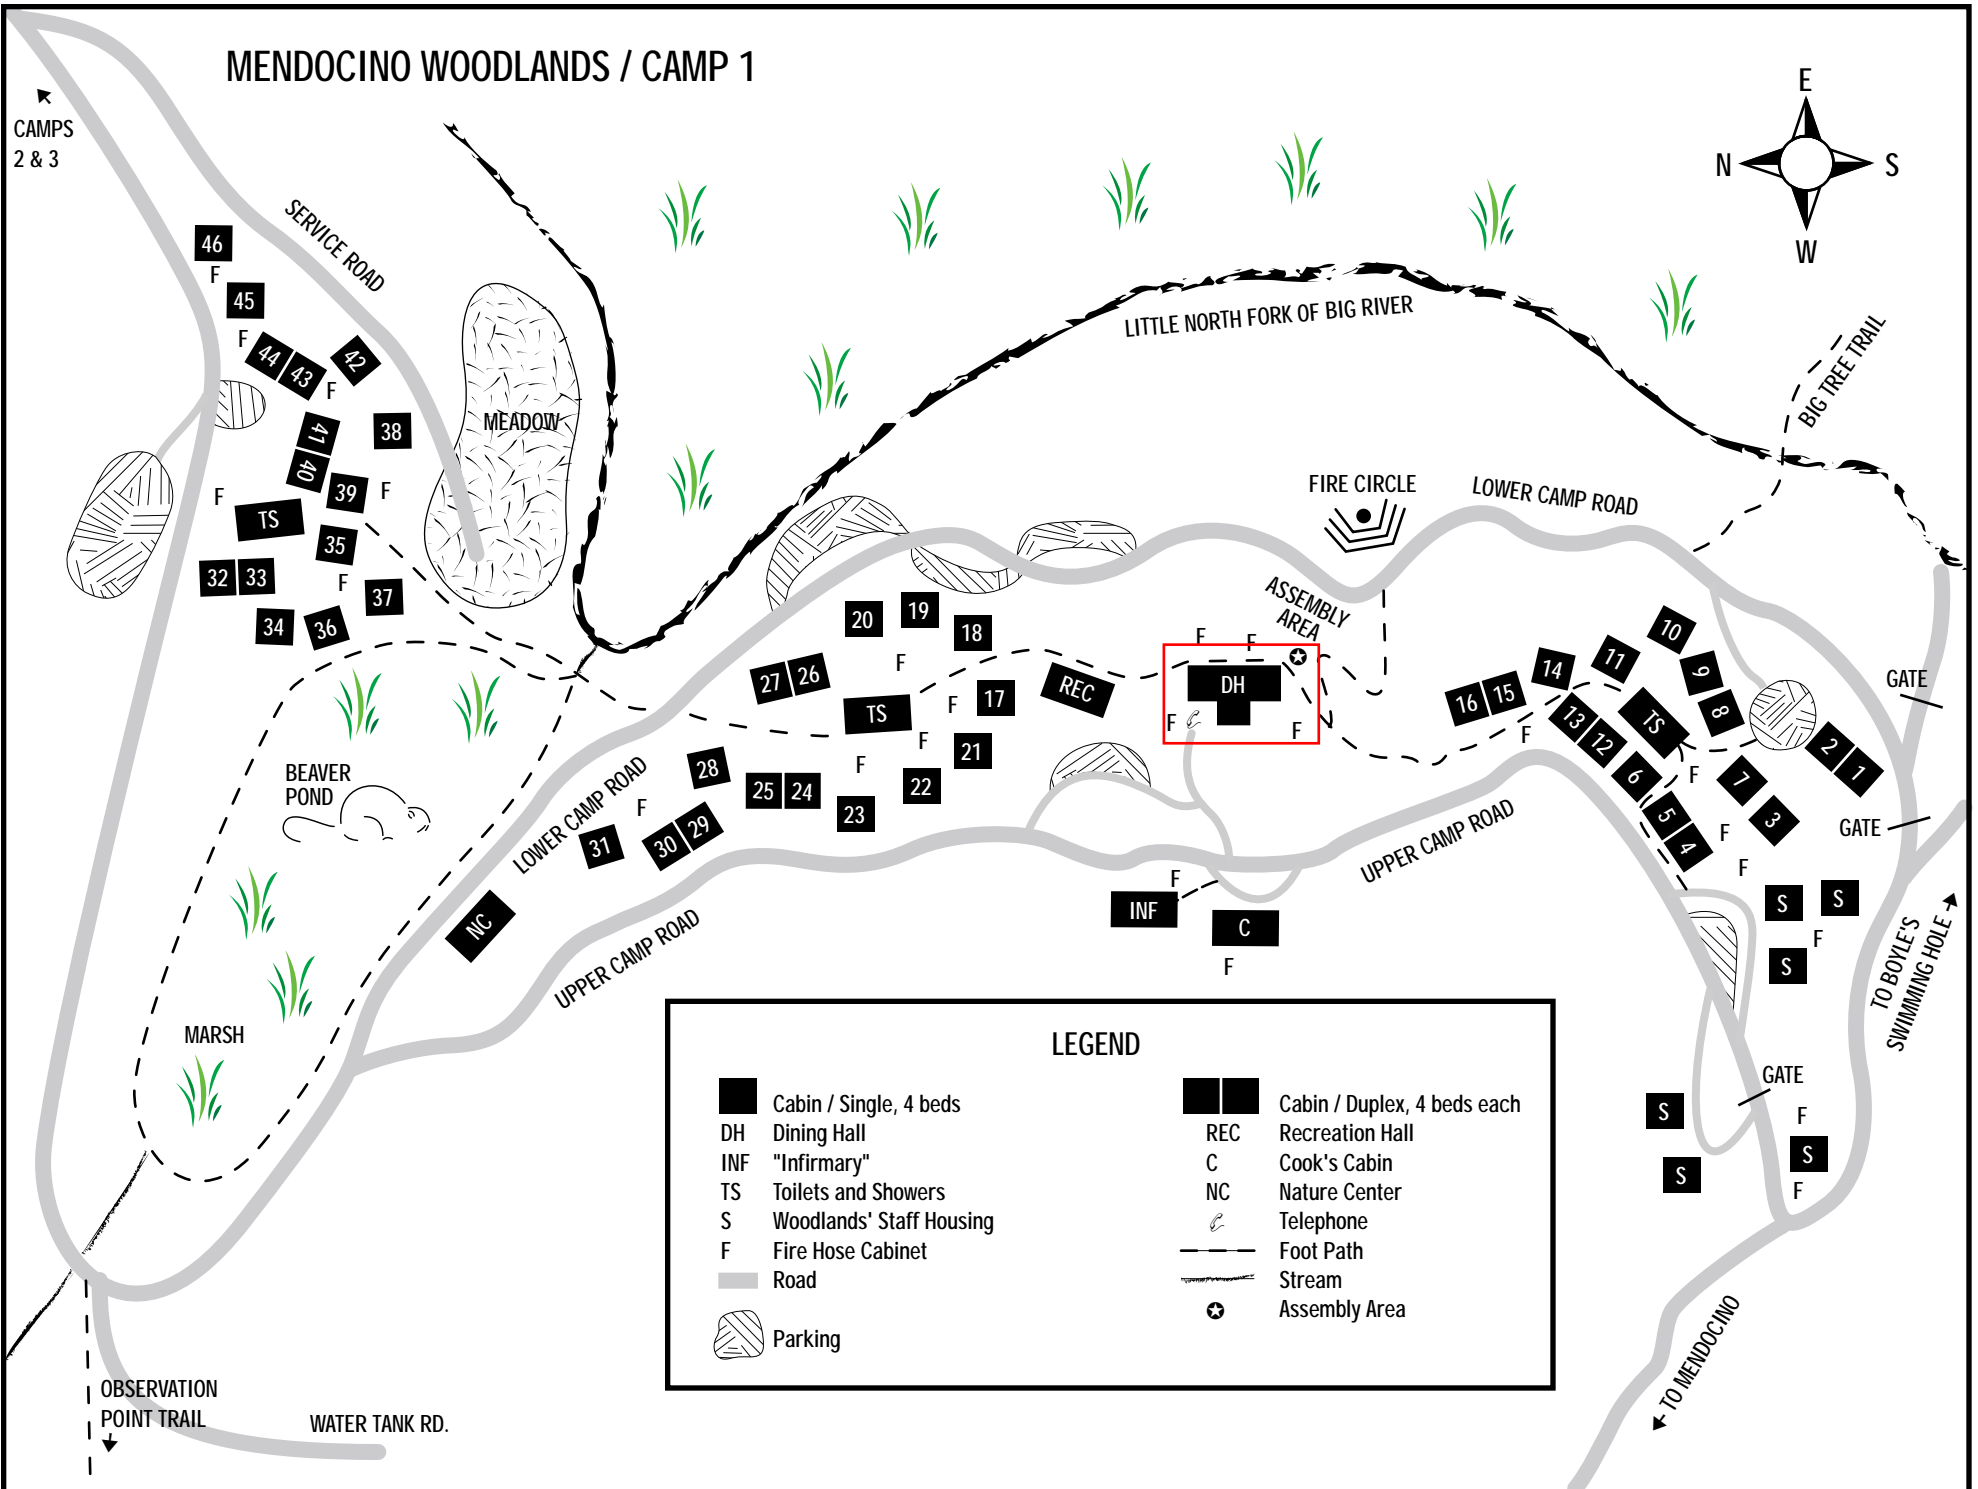 MENDOCINO WOODLANDS / CAMP 1
E
N
S
W
CAMPS
2 & 3
SERVICE ROAD
46
F
45
F
44
43
42
F
41
40
38
39
F
F
TS
35
32
33
F
37
34
36
MEADOW
LITTLE NORTH FORK OF BIG RIVER
BIG TREE TRAIL
FIRE CIRCLE
LOWER CAMP ROAD
ASSEMBLY
AREA
20
19
18
F
27
26
TS
F
17
REC
F
F
DH
F
F
F
21
F
22
23
28
25
24
F
31
30
29
LOWER CAMP ROAD
NC
UPPER CAMP ROAD
BEAVER
POND
MARSH
16
15
14
11
10
9
8
F
13
12
TS
6
F
7
2
1
5
4
F
3
F
GATE
GATE
UPPER CAMP ROAD
F
INF
C
F
S
S
F
S
TO BOYLE'S
SWIMMING HOLE
GATE
S
F
S
S
F
TO MENDOCINO
OBSERVATION
POINT TRAIL
WATER TANK RD.
LEGEND
Cabin / Single, 4 beds
DH Dining Hall
INF "Infirmary"
TS Toilets and Showers
S Woodlands' Staff Housing
F Fire Hose Cabinet
Road
Parking
Cabin / Duplex, 4 beds each
REC Recreation Hall
C Cook's Cabin
NC Nature Center
Telephone
Foot Path
Stream
Assembly Area